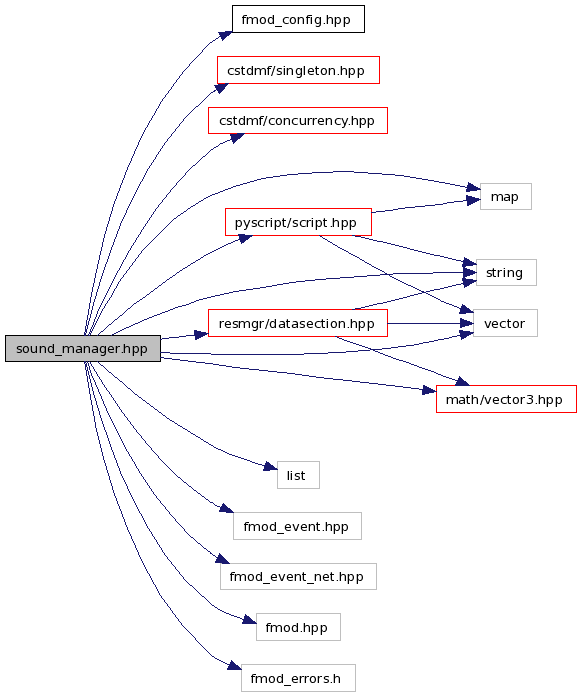 fmod_config.hpp
cstdmf/singleton.hpp
cstdmf/concurrency.hpp
map
pyscript/script.hpp
string
resmgr/datasection.hpp
vector
sound_manager.hpp
math/vector3.hpp
list
fmod_event.hpp
fmod_event_net.hpp
fmod.hpp
fmod_errors.h